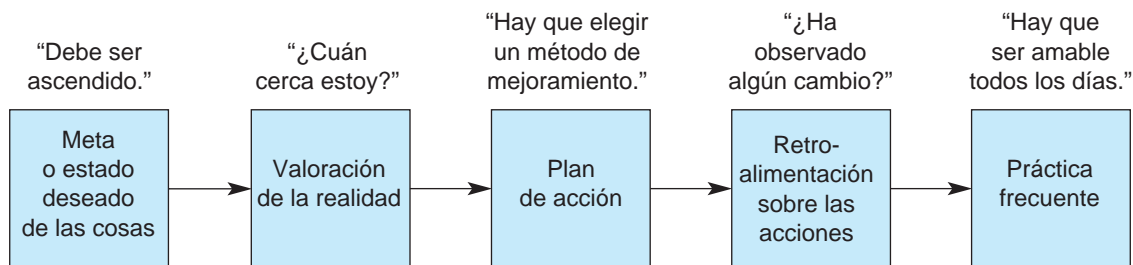 “Debe ser
ascendido.”
“¿Cuán
cerca estoy?”
“Hay que elegir
un método de
mejoramiento.”
“¿Ha
observado
algún cambio?”
“Hay que
ser amable
todos los días.”
Meta
o estado
deseado
de las cosas
Valoración
de la realidad
Plan
de acción
Retro-
alimentación
sobre las
acciones
Práctica
frecuente